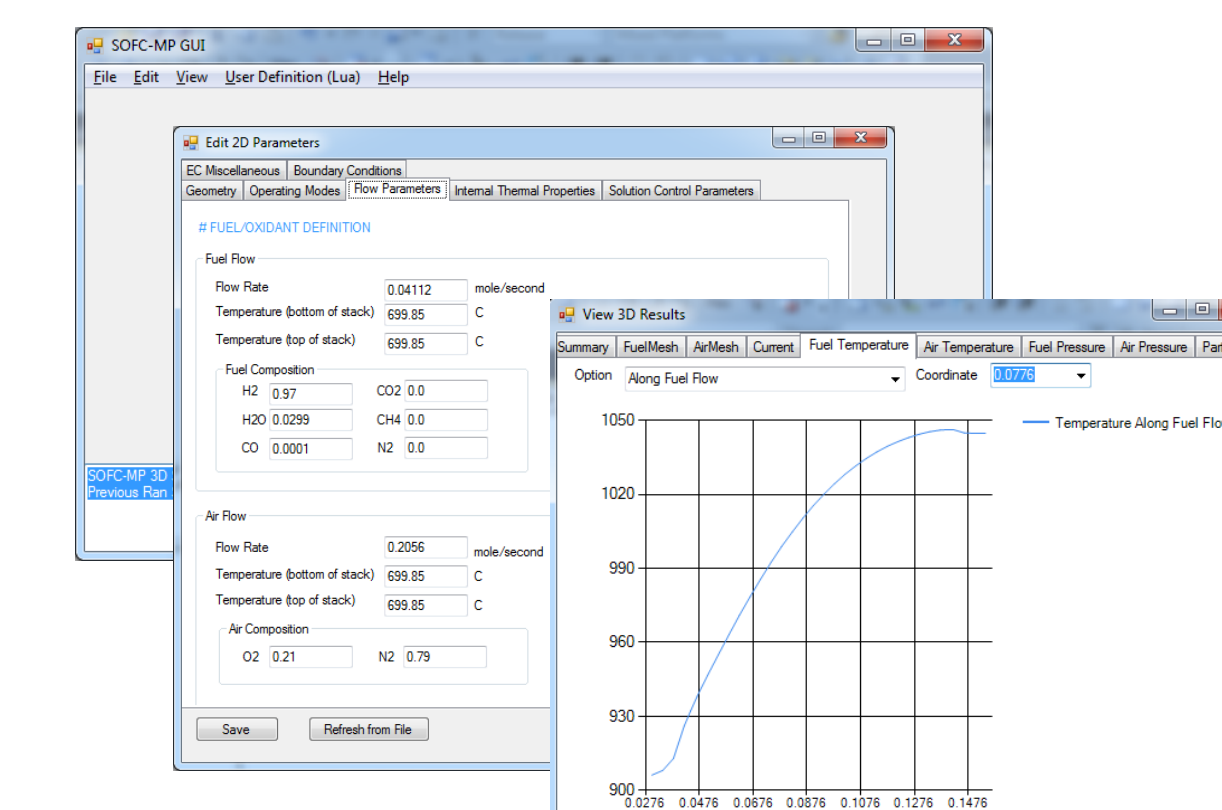 SOFC-MP GUI
File Edit View User Definition (Lua) Help
Edit 2D Parameters
EC Miscellaneous Boundary Conditions
Geometry Operating Modes Flow Parameters Internal Thermal Properties Solution Control Parameters
# FUEL/OXIDANT DEFINITION
Fuel Flow
Flow Rate 0.04112 mole/second
Temperature (bottom of stack) 699.85 C
Temperature (top of stack) 699.85 C
Fuel Composition
H2 0.97 CO2 0.0
H2O 0.0299 CH4 0.0
CO 0.0001 N2 0.0
SOFC-MP 3D
Previous Ran
Air Flow
Flow Rate 0.2056 mole/second
Temperature (bottom of stack) 699.85 C
Temperature (top of stack) 699.85 C
Air Composition
O2 0.21 N2 0.79
Save Refresh from File
View 3D Results
Summary FuelMesh AirMesh Current Fuel Temperature Air Temperature Fuel Pressure Air Pressure Part
Option Along Fuel Flow Coordinate 0.0776
Temperature Along Fuel Flo
1050
1020
990
960
930
900
0.0276 0.0476 0.0676 0.0876 0.1076 0.1276 0.1476